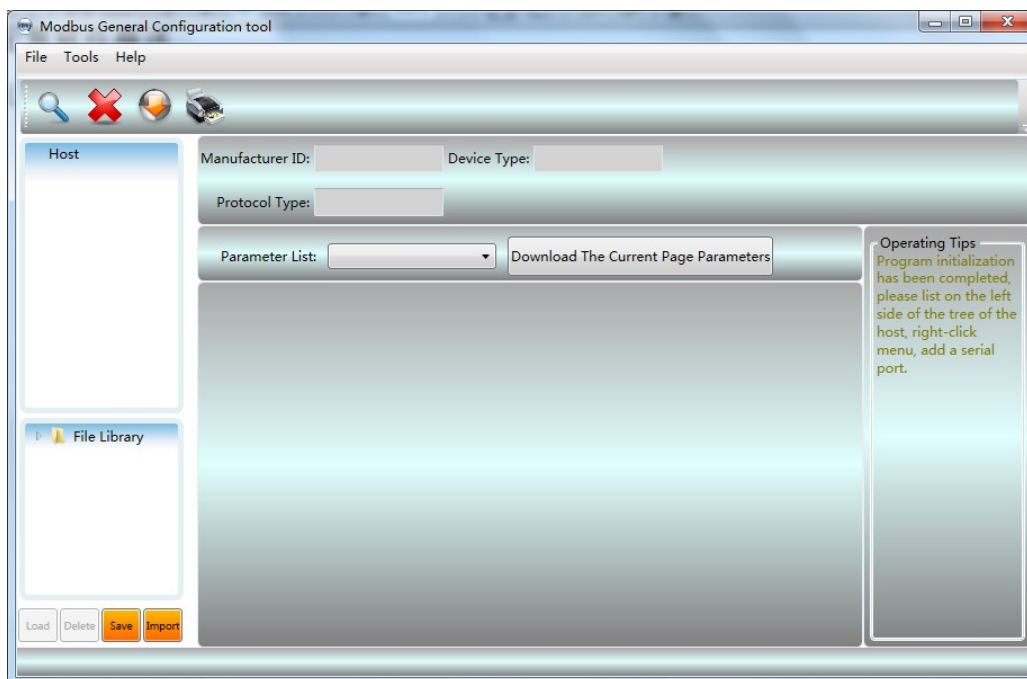 Modbus General Configuration tool
File Tools Help
Host
Manufacturer ID:
Device Type:
Protocol Type:
Parameter List:
Download The Current Page Parameters
Operating Tips
Program initialization
has been completed,
please list on the left
side of the tree of the
host, right-click
menu, add a serial
port.
File Library
Load Delete Save Import